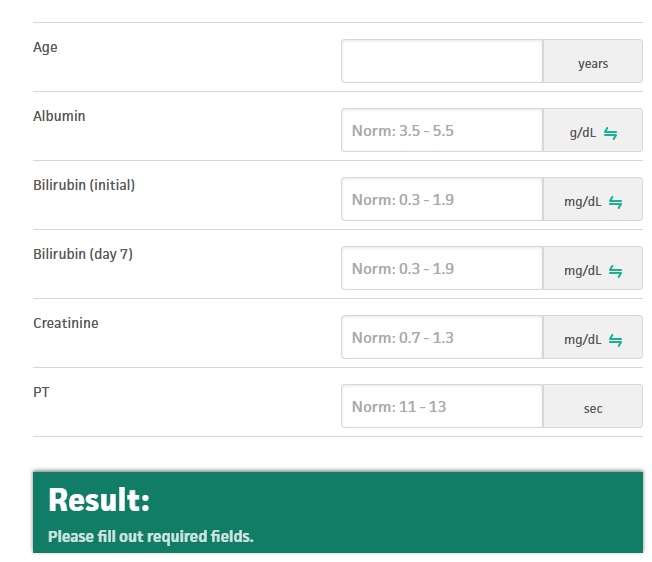 Age
years
Albumin
Norm: 3.5 - 5.5
g/dL
Bilirubin (initial)
Norm: 0.3 - 1.9
mg/dL
Bilirubin (day 7)
Norm: 0.3 - 1.9
mg/dL
Creatinine
Norm: 0.7 - 1.3
mg/dL
PT
Norm: 11 - 13
sec
Result:
Please fill out required fields.